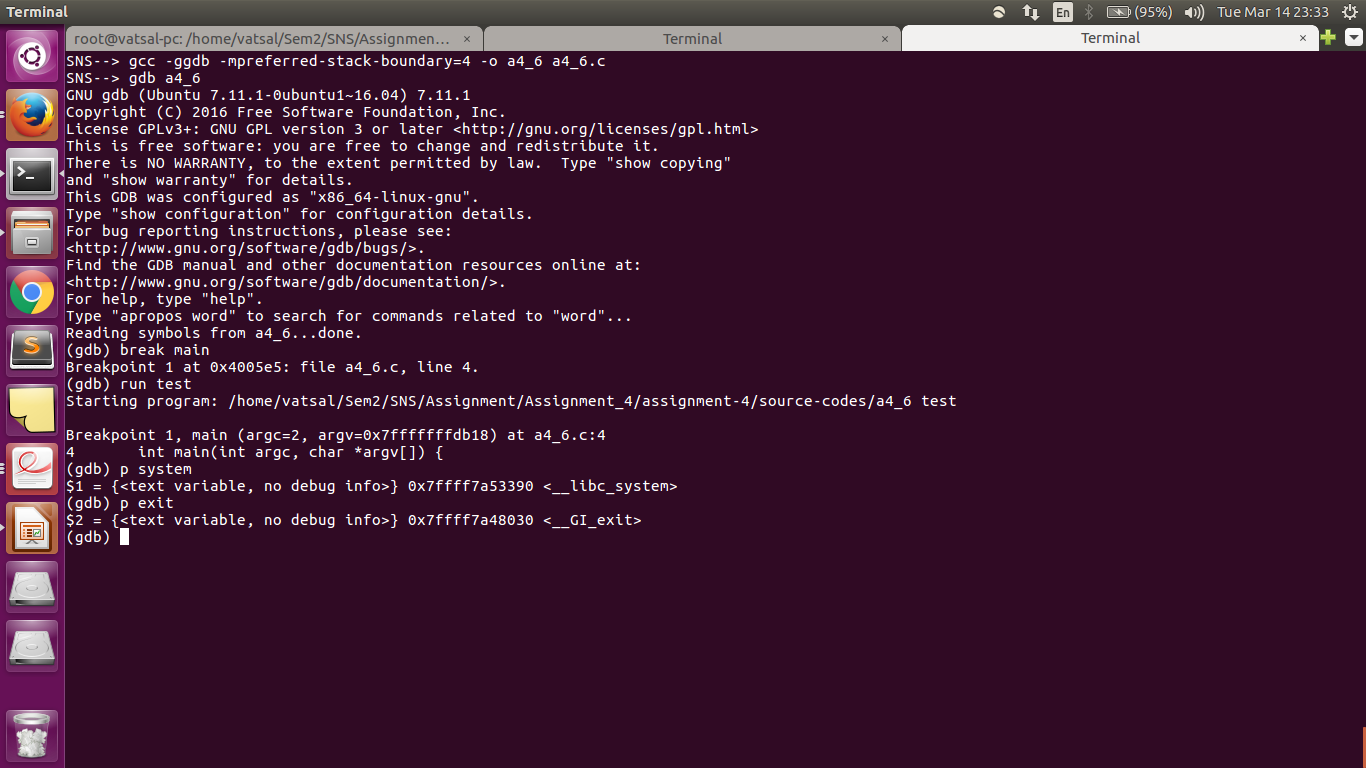 Terminal
En
(95%)
Tue Mar 14 23:33
root@vatsal-pc: /home/vatsal/Sem2/SNS/Assignmen... ×
Terminal ×
Terminal ×
SNS--> gcc -ggdb -mpreferred-stack-boundary=4 -o a4_6 a4_6.c
SNS--> gdb a4_6
GNU gdb (Ubuntu 7.11.1-0ubuntu1~16.04) 7.11.1
Copyright (C) 2016 Free Software Foundation, Inc.
License GPLv3+: GNU GPL version 3 or later <http://gnu.org/licenses/gpl.html>
This is free software: you are free to change and redistribute it.
There is NO WARRANTY, to the extent permitted by law.  Type "show copying"
and "show warranty" for details.
This GDB was configured as "x86_64-linux-gnu".
Type "show configuration" for configuration details.
For bug reporting instructions, please see:
<http://www.gnu.org/software/gdb/bugs/>.
Find the GDB manual and other documentation resources online at:
<http://www.gnu.org/software/gdb/documentation/>.
For help, type "help".
Type "apropos word" to search for commands related to "word"...
Reading symbols from a4_6...done.
(gdb) break main
Breakpoint 1 at 0x4005e5: file a4_6.c, line 4.
(gdb) run test
Starting program: /home/vatsal/Sem2/SNS/Assignment/Assignment_4/assignment-4/source-codes/a4_6 test
Breakpoint 1, main (argc=2, argv=0x7fffffffdb18) at a4_6.c:4
4       int main(int argc, char *argv[]) {
(gdb) p system
$1 = {<text variable, no debug info>} 0x7ffff7a53390 <__libc_system>
(gdb) p exit
$2 = {<text variable, no debug info>} 0x7ffff7a48030 <__GI_exit>
(gdb)